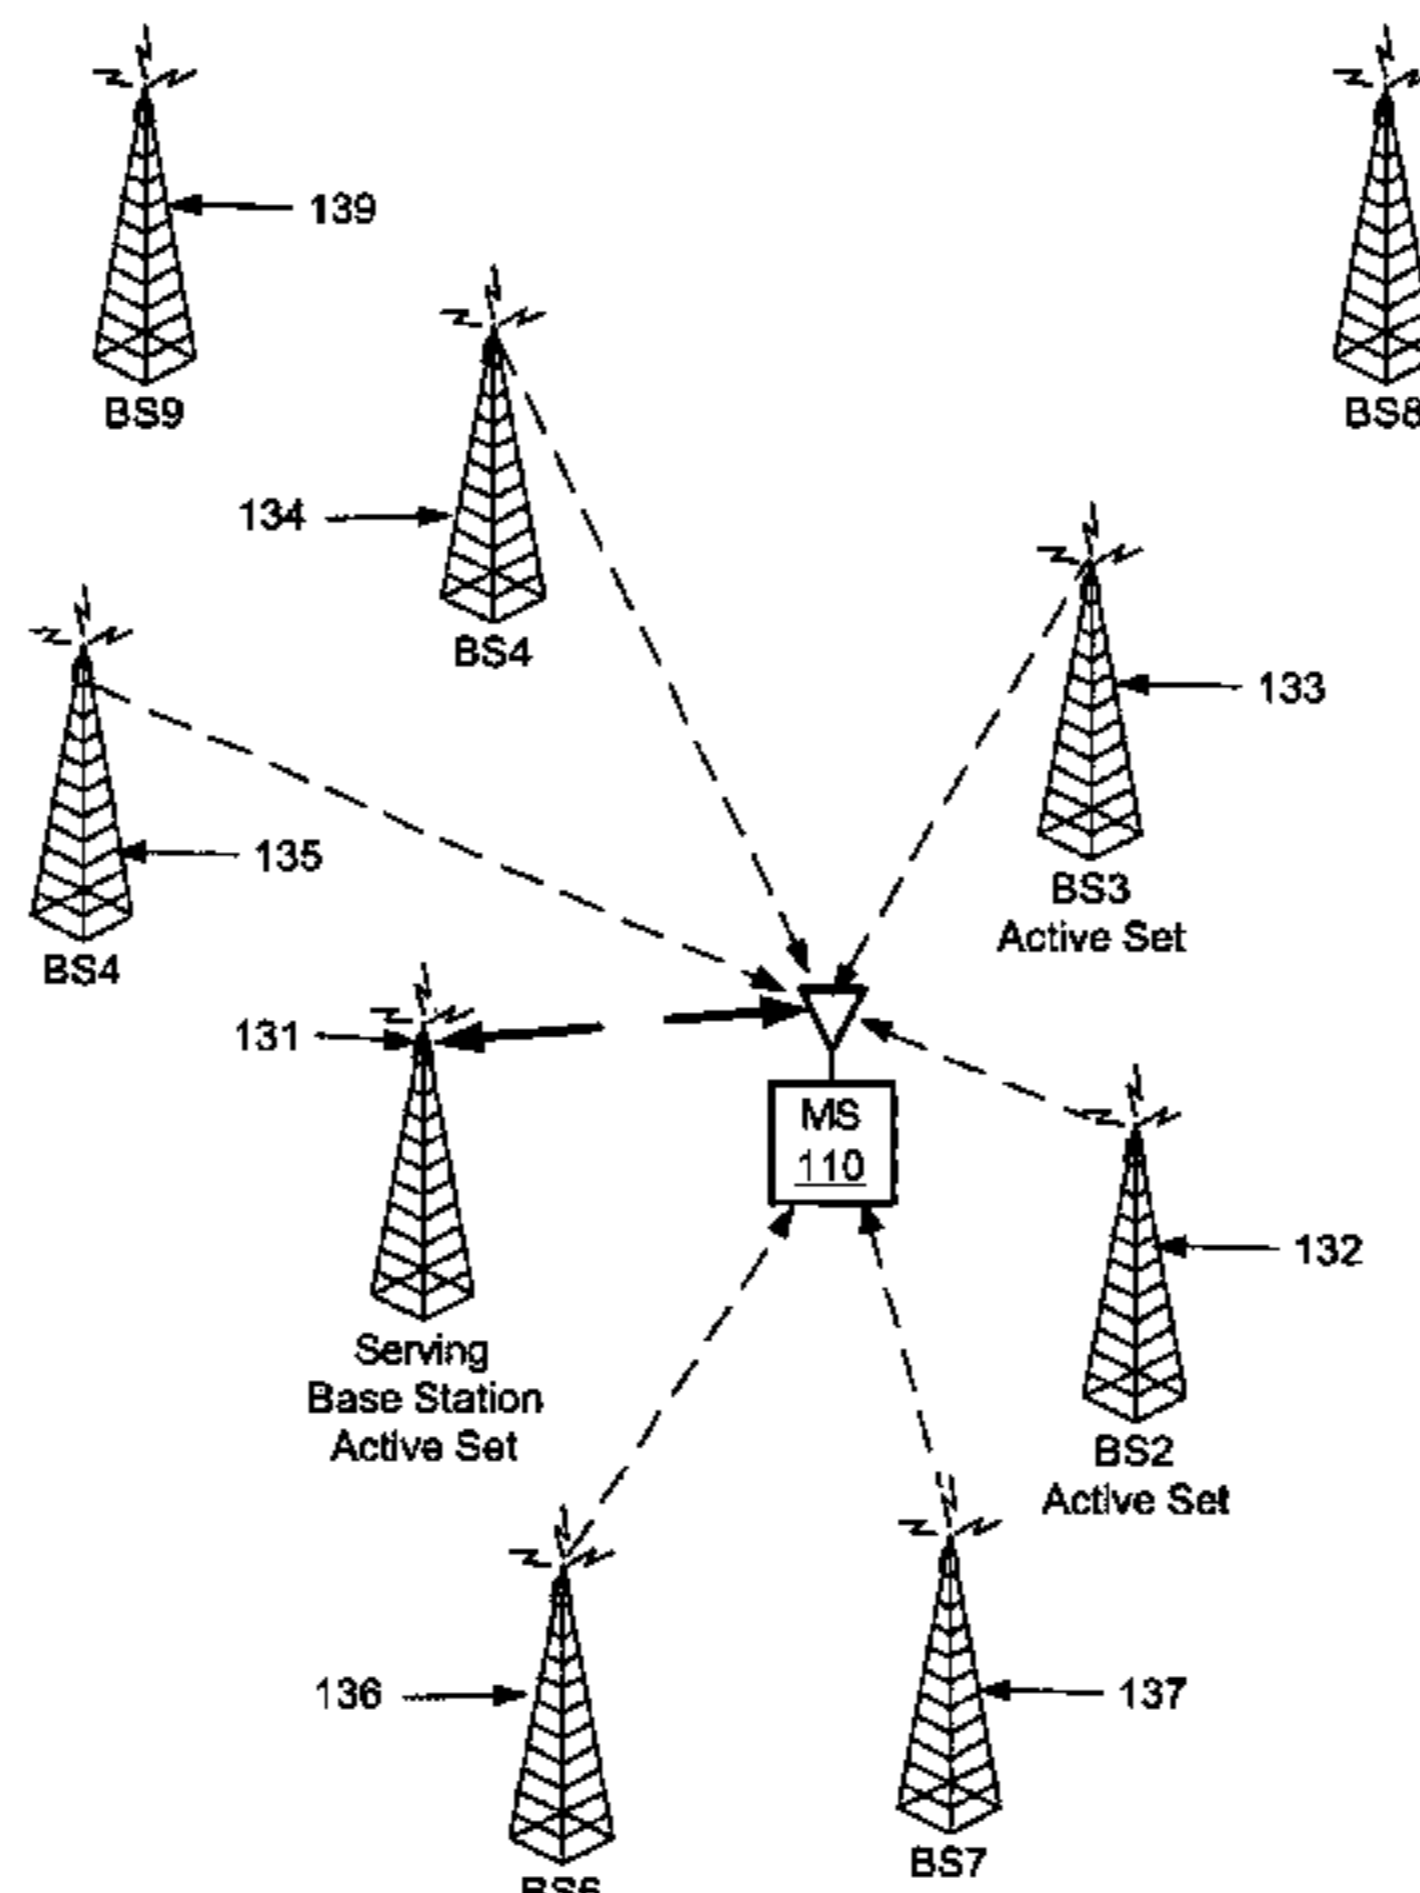 139
BS9
BS8
134
BS4
133
135
BS3
Active Set
BS4
131
MS
110
132
Serving
Base Station
Active Set
BS2
Active Set
136
137
BS7
BS6